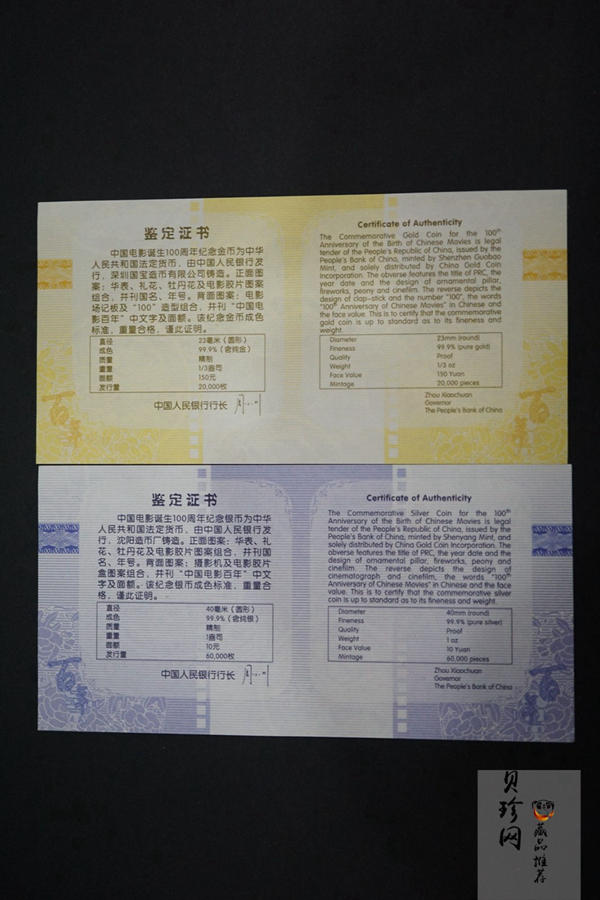 鉴定证书
中国电影诞生100周年纪念金币为中华
人民共和国法定货币，由中国人民银行发
行，深圳国宝造币有限公司铸造。正面图
案：华表、礼花、牡丹花及电影胶片图案
组合，并刊国名、年号。背面图案：电影
场记板及“100”造型组合，并刊“中国电
影百年”中文字及面额。该纪念金币成色
标准，重量合格，谨此证明。
直径 23毫米（圆形）
成色 99.9%（含纯金）
质量 精制
重量 1/3盎司
面额 150元
发行量 20,000枚
中国人民银行行长
Certificate of Authenticity
The Commemorative Gold Coin for the 100th
Anniversary of the Birth of Chinese Movies is legal
tender of the People's Republic of China, issued by the
People's Bank of China, minted by Shenzhen Guobao
Mint, and solely distributed by China Gold Coin
Incorporation. The obverse features the title of PRC, the
year date and the design of ornamental pillar,
fireworks, peony and cinefilm. The reverse depicts the
design of clap-stick and the number "100", the words
"100th Anniversary of Chinese Movies" in Chinese and
the face value. This is to certify that the commemorative
gold coin is up to standard as to its fineness and
weight.
Diameter 23mm (round)
Fineness 99.9% (pure gold)
Quality Proof
Weight 1/3 oz
Face Value 150 Yuan
Mintage 20,000 pieces
Zhou Xiaochuan
Governor
The People's Bank of China
百年
鉴定证书
中国电影诞生100周年纪念银币为中华
人民共和国法定货币，由中国人民银行发
行，沈阳造币厂铸造。正面图案：华表、礼
花、牡丹花及电影胶片图案组合，并刊国
名、年号。背面图案：摄影机及电影胶片
盒图案组合，并刊“中国电影百年”中文
字及面额。该纪念银币成色标准，重量合
格，谨此证明。
直径 40毫米（圆形）
成色 99.9%（含纯银）
质量 精制
重量 1盎司
面额 10元
发行量 60,000枚
中国人民银行行长
百年
Certificate of Authenticity
The Commemorative Silver Coin for the 100th
Anniversary of the Birth of Chinese Movies is legal
tender of the People's Republic of China, issued by the
People's Bank of China, minted by Shenyang Mint, and
solely distributed by China Gold Coin Incorporation. The
obverse features the title of PRC, the year date and the
design of ornamental pillar, fireworks, peony and
cinefilm. The reverse depicts the design of
cinematograph and cinefilm, the words "100th
Anniversary of Chinese Movies" in Chinese and the face
value. This is to certify that the commemorative silver
coin is up to standard as to its fineness and weight.
Diameter 40mm (round)
Fineness 99.9% (pure silver)
Quality Proof
Weight 1 oz
Face Value 10 Yuan
Mintage 60,000 pieces
Zhou Xiaochuan
Governor
The People's Bank of China
百年
贝珍网
藏品推荐